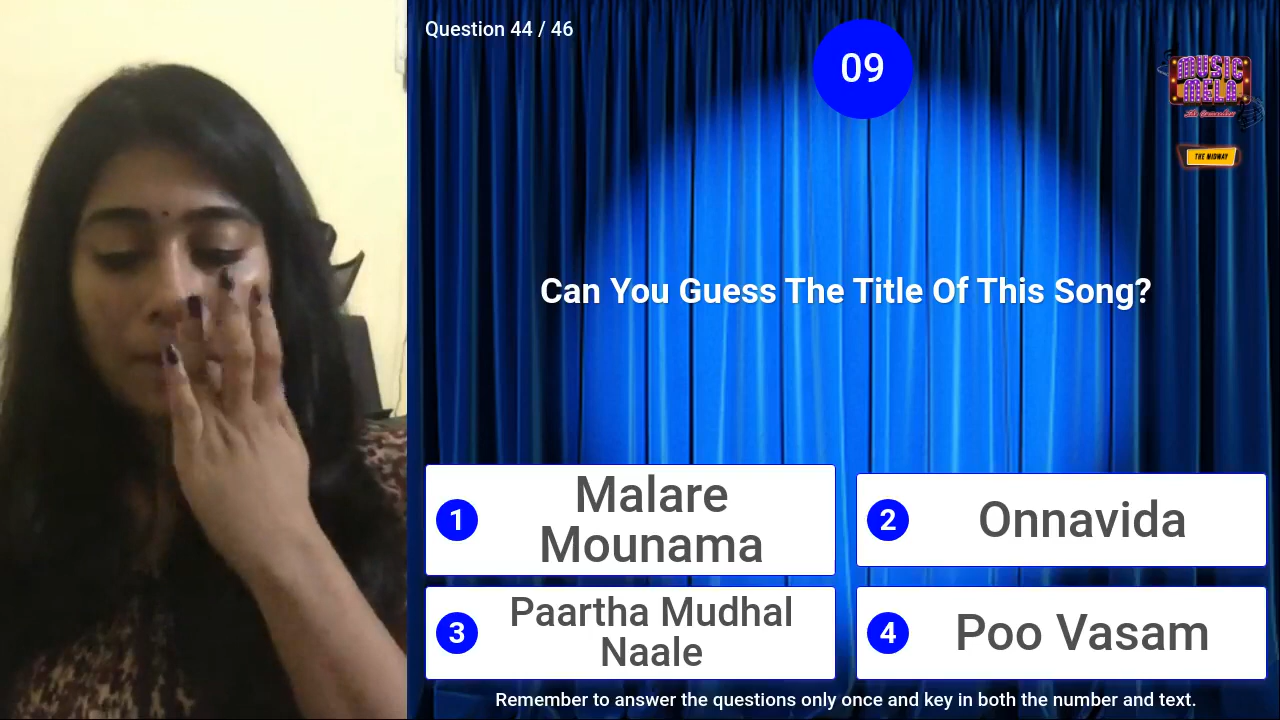 Question 44 / 46
09
MUSIC
MELA
THE MIDWAY
Can You Guess The Title Of This Song?
1
Malare
Mounama
2
Onnavida
3
Paartha Mudhal
Naale
4
Poo Vasam
Remember to answer the questions only once and key in both the number and text.